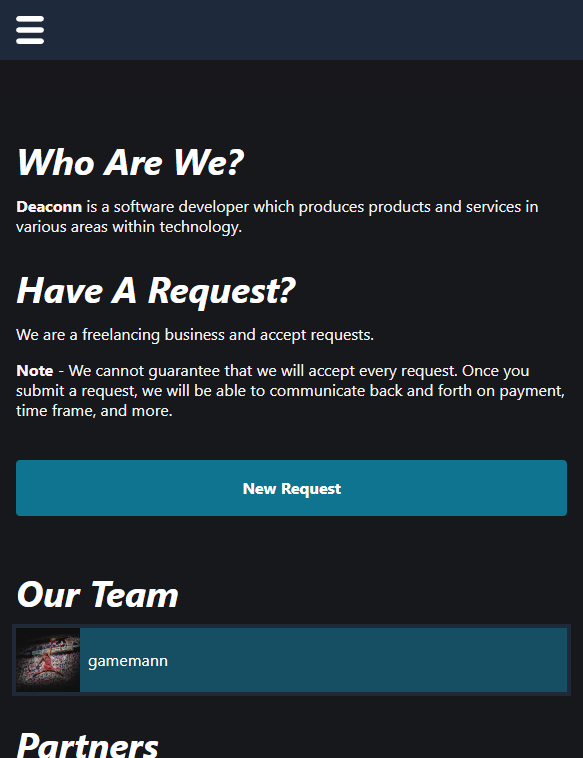 Who Are We?
Deaconn is a software developer which produces products and services in
various areas within technology.
Have A Request?
We are a freelancing business and accept requests.
Note - We cannot guarantee that we will accept every request. Once you
submit a request, we will be able to communicate back and forth on payment,
time frame, and more.
New Request
Our Team
gamemann
Partners